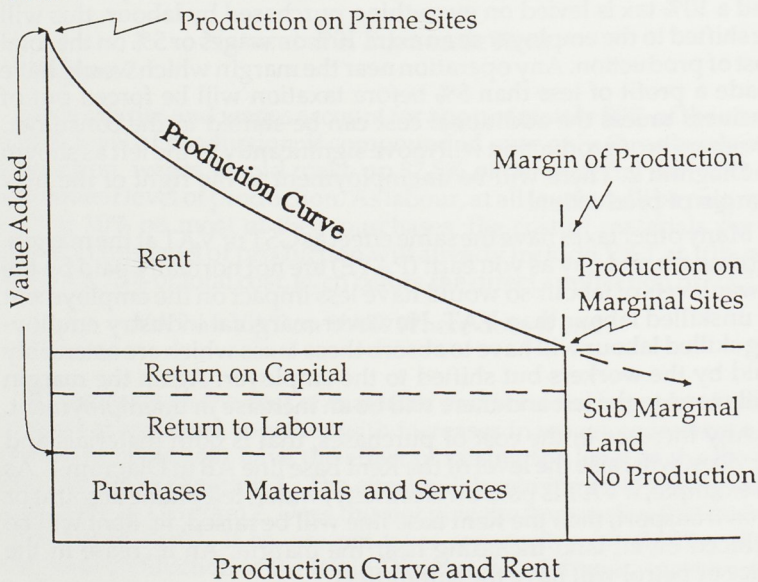 Production on Prime Sites
Production Curve
Margin of Production
Value Added
Rent
Production on
Marginal Sites
Return on Capital
Return to Labour
Sub Marginal
Land
No Production
Purchases Materials and Services
Production Curve and Rent